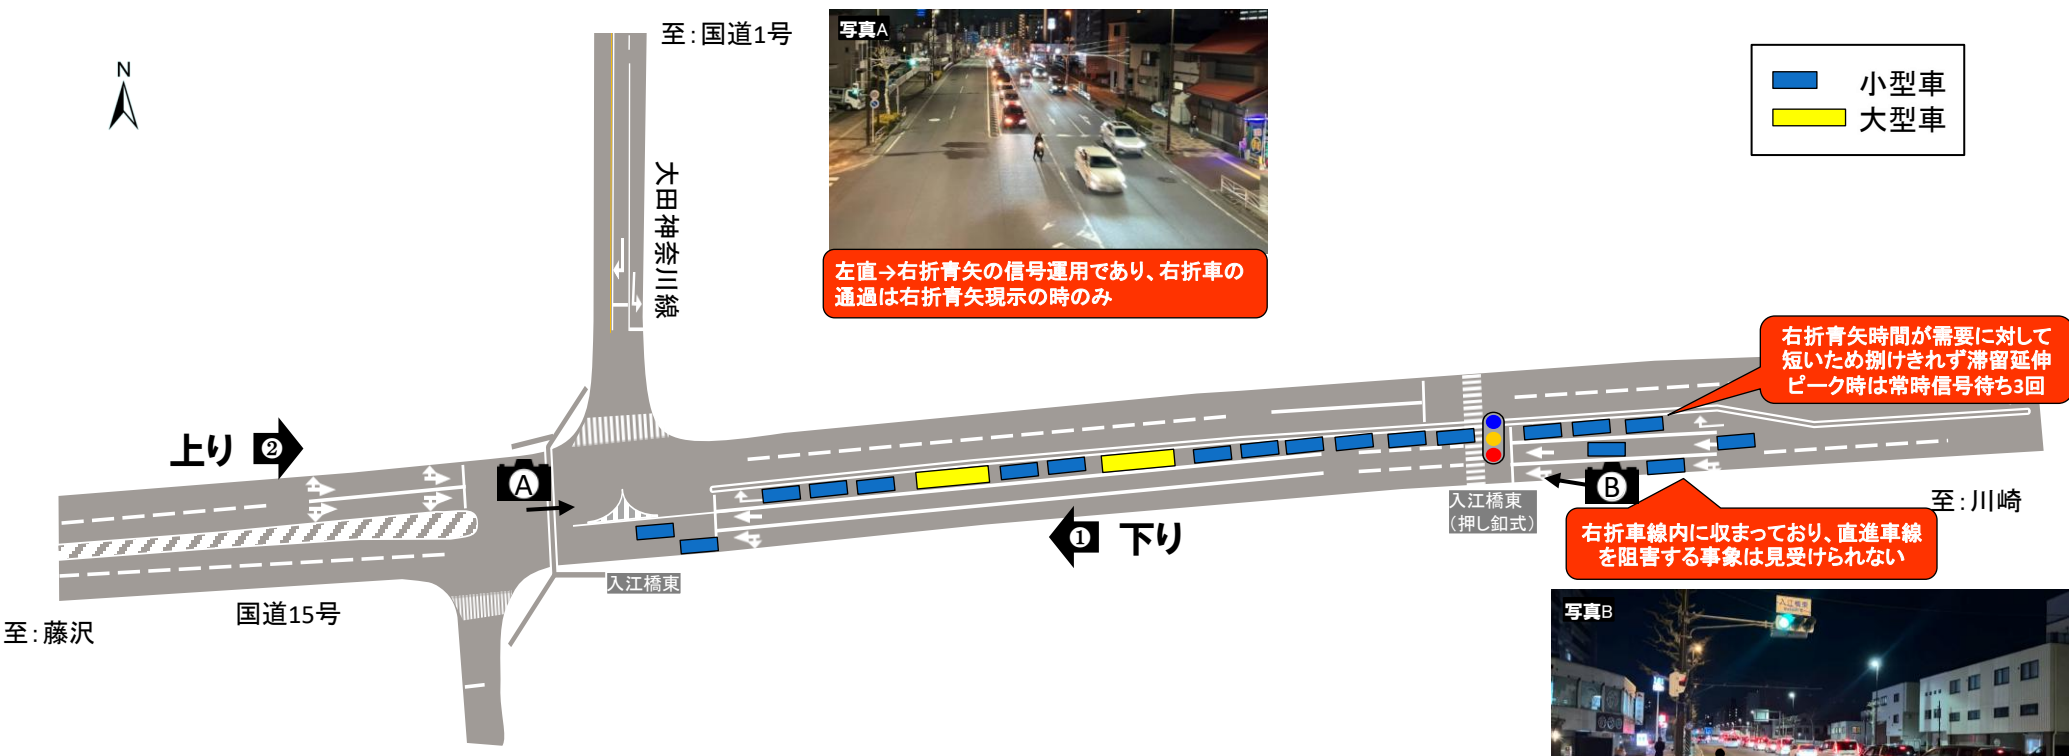 N
至：国道1号
写真A
小型車
大型車
大田神奈川線
左直→右折青矢の信号運用であり、右折車の
通過は右折青矢現示の時のみ
右折青矢時間が需要に対して
短いため捌けきれず滞留延伸
ピーク時は常時信号待ち3回
上り ❷
A
B
入江橋東
（押し釦式）
至：川崎
❶ 下り
右折車線内に収まっており、直進車線
を阻害する事象は見受けられない
入江橋東
国道15号
至：藤沢
写真B
入江橋東